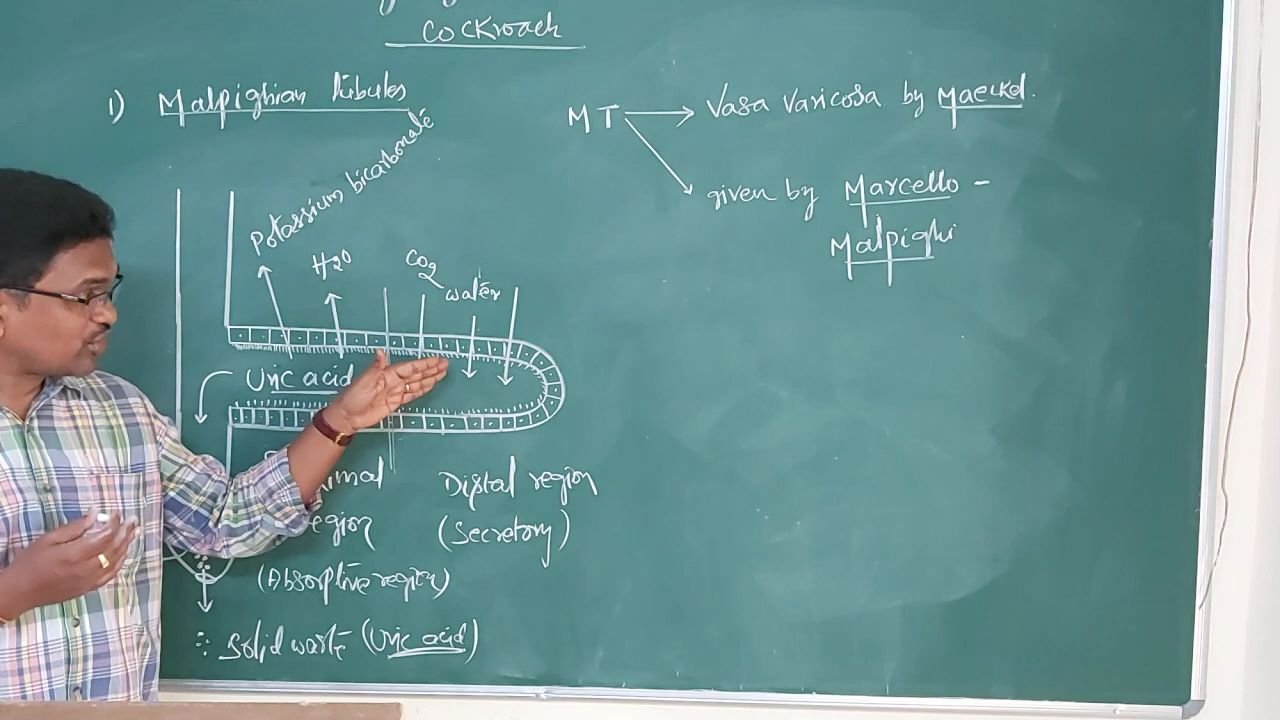 Cockroach
1) Malpighian tubules
MT → Vasa Varicosa by Maeckel.
given by Marcello -
Malpighi
Potassium bicarbonate
H2O
CO2
water
Uric acid
Distal region
region
(Secretory)
(Absorptive region)
∴ Solid waste (Uric acid)